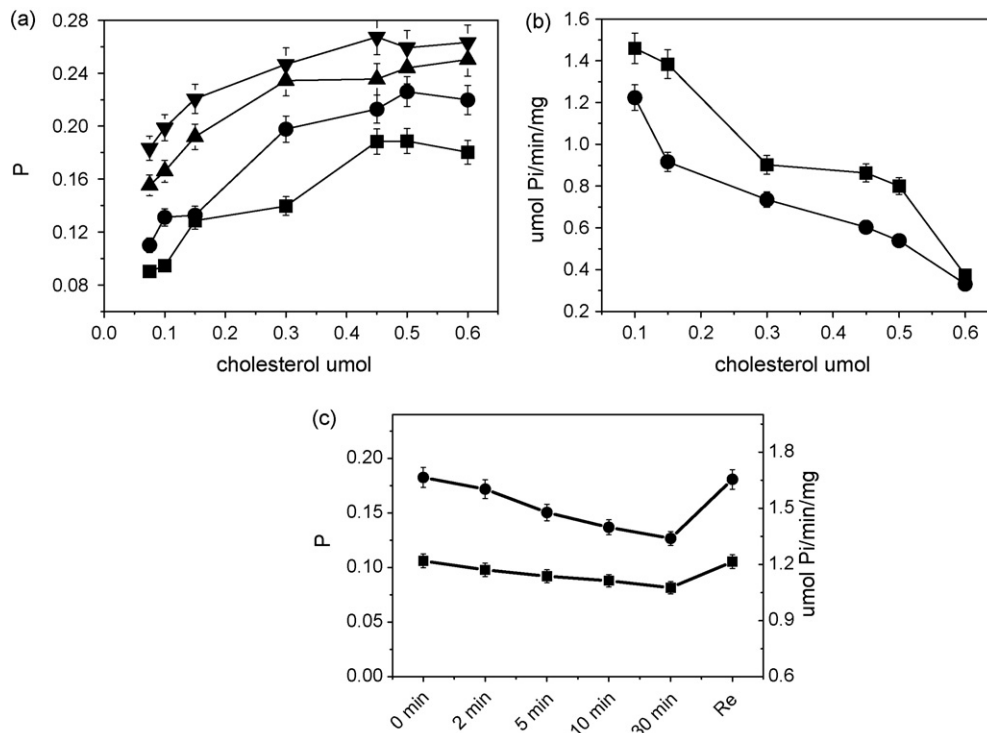 (a)
0.28
0.24
0.20
0.16
0.12
0.08
P
0.0 0.1 0.2 0.3 0.4 0.5 0.6
cholesterol umol
(b)
1.6
1.4
1.2
1.0
0.8
0.6
0.4
0.2
umol Pi/min/mg
0.1 0.2 0.3 0.4 0.5 0.6
cholesterol umol
(c)
0.20
0.15
0.10
0.05
0.00
P
1.8
1.5
1.2
0.9
0.6
umol Pi/min/mg
0 min 2 min 5 min 10 min 30 min Re